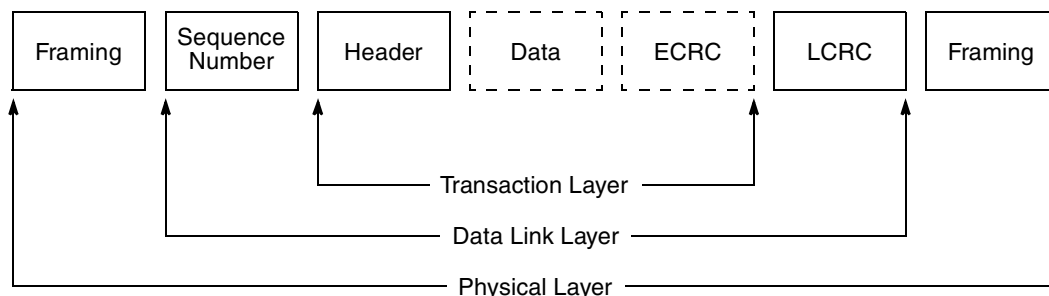 Framing
Sequence
Number
Header
Data
ECRC
LCRC
Framing
Transaction Layer
Data Link Layer
Physical Layer